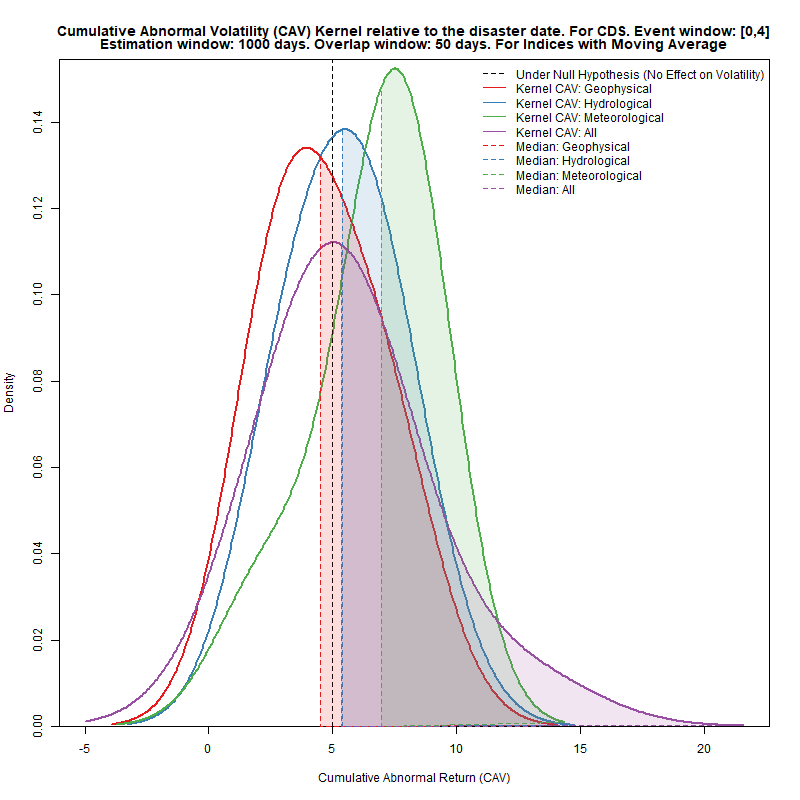 Cumulative Abnormal Volatility (CAV) Kernel relative to the disaster date. For CDS. Event window: [0,4]
Estimation window: 1000 days. Overlap window: 50 days. For Indices with Moving Average
Under Null Hypothesis (No Effect on Volatility)
Kernel CAV: Geophysical
Kernel CAV: Hydrological
Kernel CAV: Meteorological
Kernel CAV: All
Median: Geophysical
Median: Hydrological
Median: Meteorological
Median: All
Density
0.14
0.12
0.10
0.08
0.06
0.04
0.02
0.00
-5
0
5
10
15
20
Cumulative Abnormal Return (CAV)